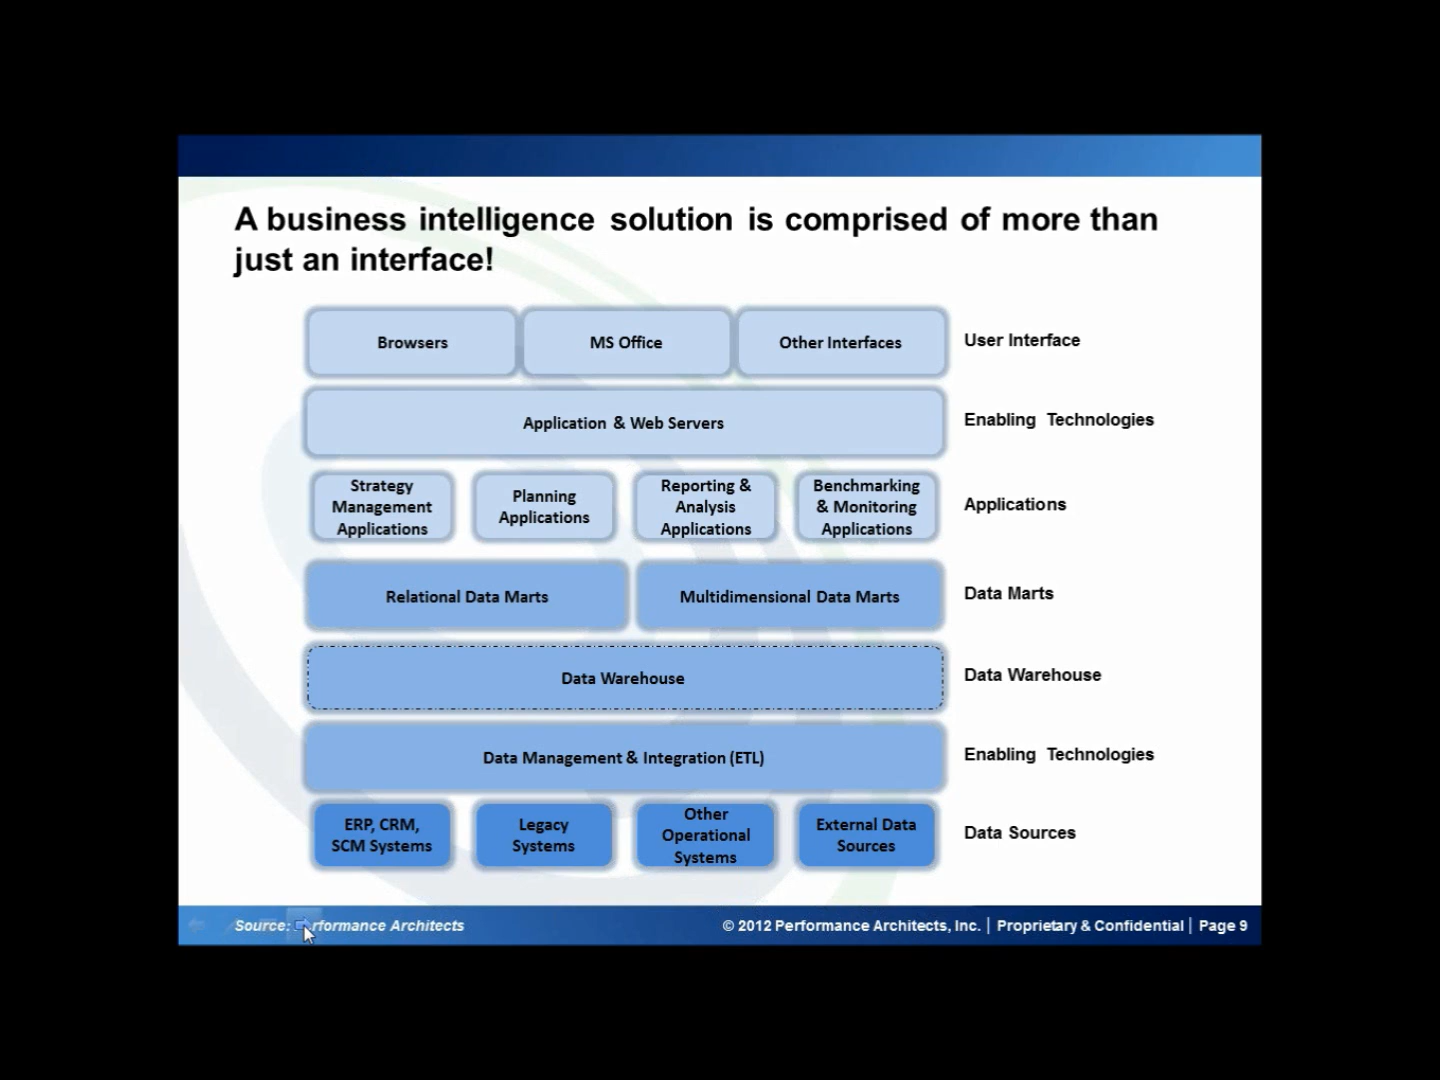 A business intelligence solution is comprised of more than
just an interface!
Browsers
MS Office
Other Interfaces
User Interface
Application & Web Servers
Enabling Technologies
Strategy
Management
Applications
Planning
Applications
Reporting &
Analysis
Applications
Benchmarking
& Monitoring
Applications
Applications
Relational Data Marts
Multidimensional Data Marts
Data Marts
Data Warehouse
Data Warehouse
Data Management & Integration (ETL)
Enabling Technologies
ERP, CRM,
SCM Systems
Legacy
Systems
Other
Operational
Systems
External Data
Sources
Data Sources
Source: Performance Architects
© 2012 Performance Architects, Inc. | Proprietary & Confidential | Page 9